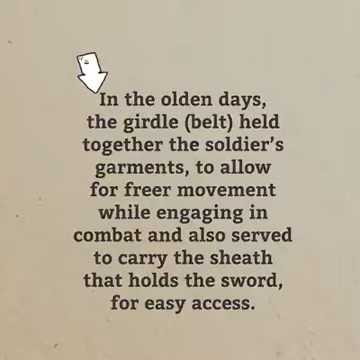 In the olden days,
the girdle (belt) held
together the soldier's
garments, to allow
for freer movement
while engaging in
combat and also served
to carry the sheath
that holds the sword,
for easy access.